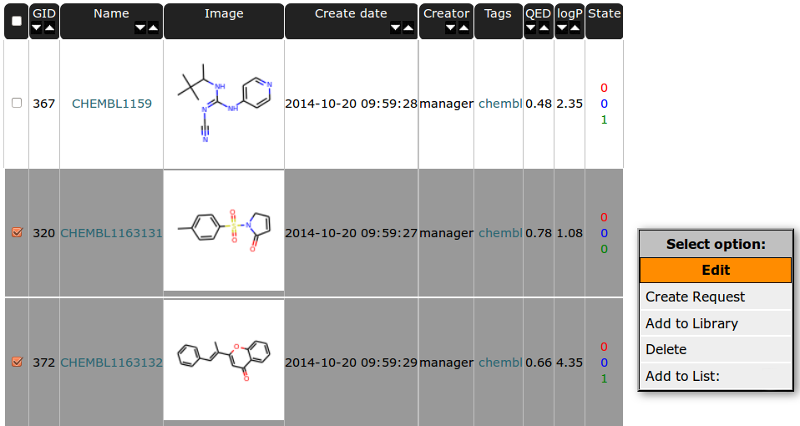 GID Name Image Create date Creator Tags QED logP State
367 CHEMBL1159 2014-10-20 09:59:28 manager chembl 0.48 2.35 0 0 1
NH
N
NH
N
N
320 CHEMBL1163131 2014-10-20 09:59:27 manager chembl 0.78 1.08 0 0 0
O
S
N
O
O
372 CHEMBL1163132 2014-10-20 09:59:29 manager chembl 0.66 4.35 0 0 1
O
O
Select option:
Edit
Create Request
Add to Library
Delete
Add to List: